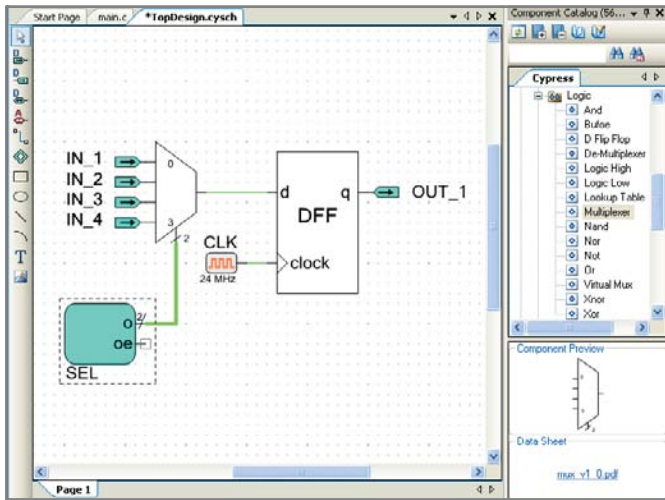 Start Page main.c *TopDesign.cysch
Component Catalog (56...
Cypress
Logic
And
Bufoe
D Flip Flop
De-Multiplexer
Logic High
Logic Low
Lookup Table
Multiplexer
Nand
Nor
Not
Or
Virtual Mux
Xnor
Xor
IN_1
IN_2
IN_3
IN_4
0
3
2
d q
DFF
clock
OUT_1
CLK
24 MHz
2
o
oe
SEL
T
Component Preview
Data Sheet
mux_v1_0.pdf
Page 1